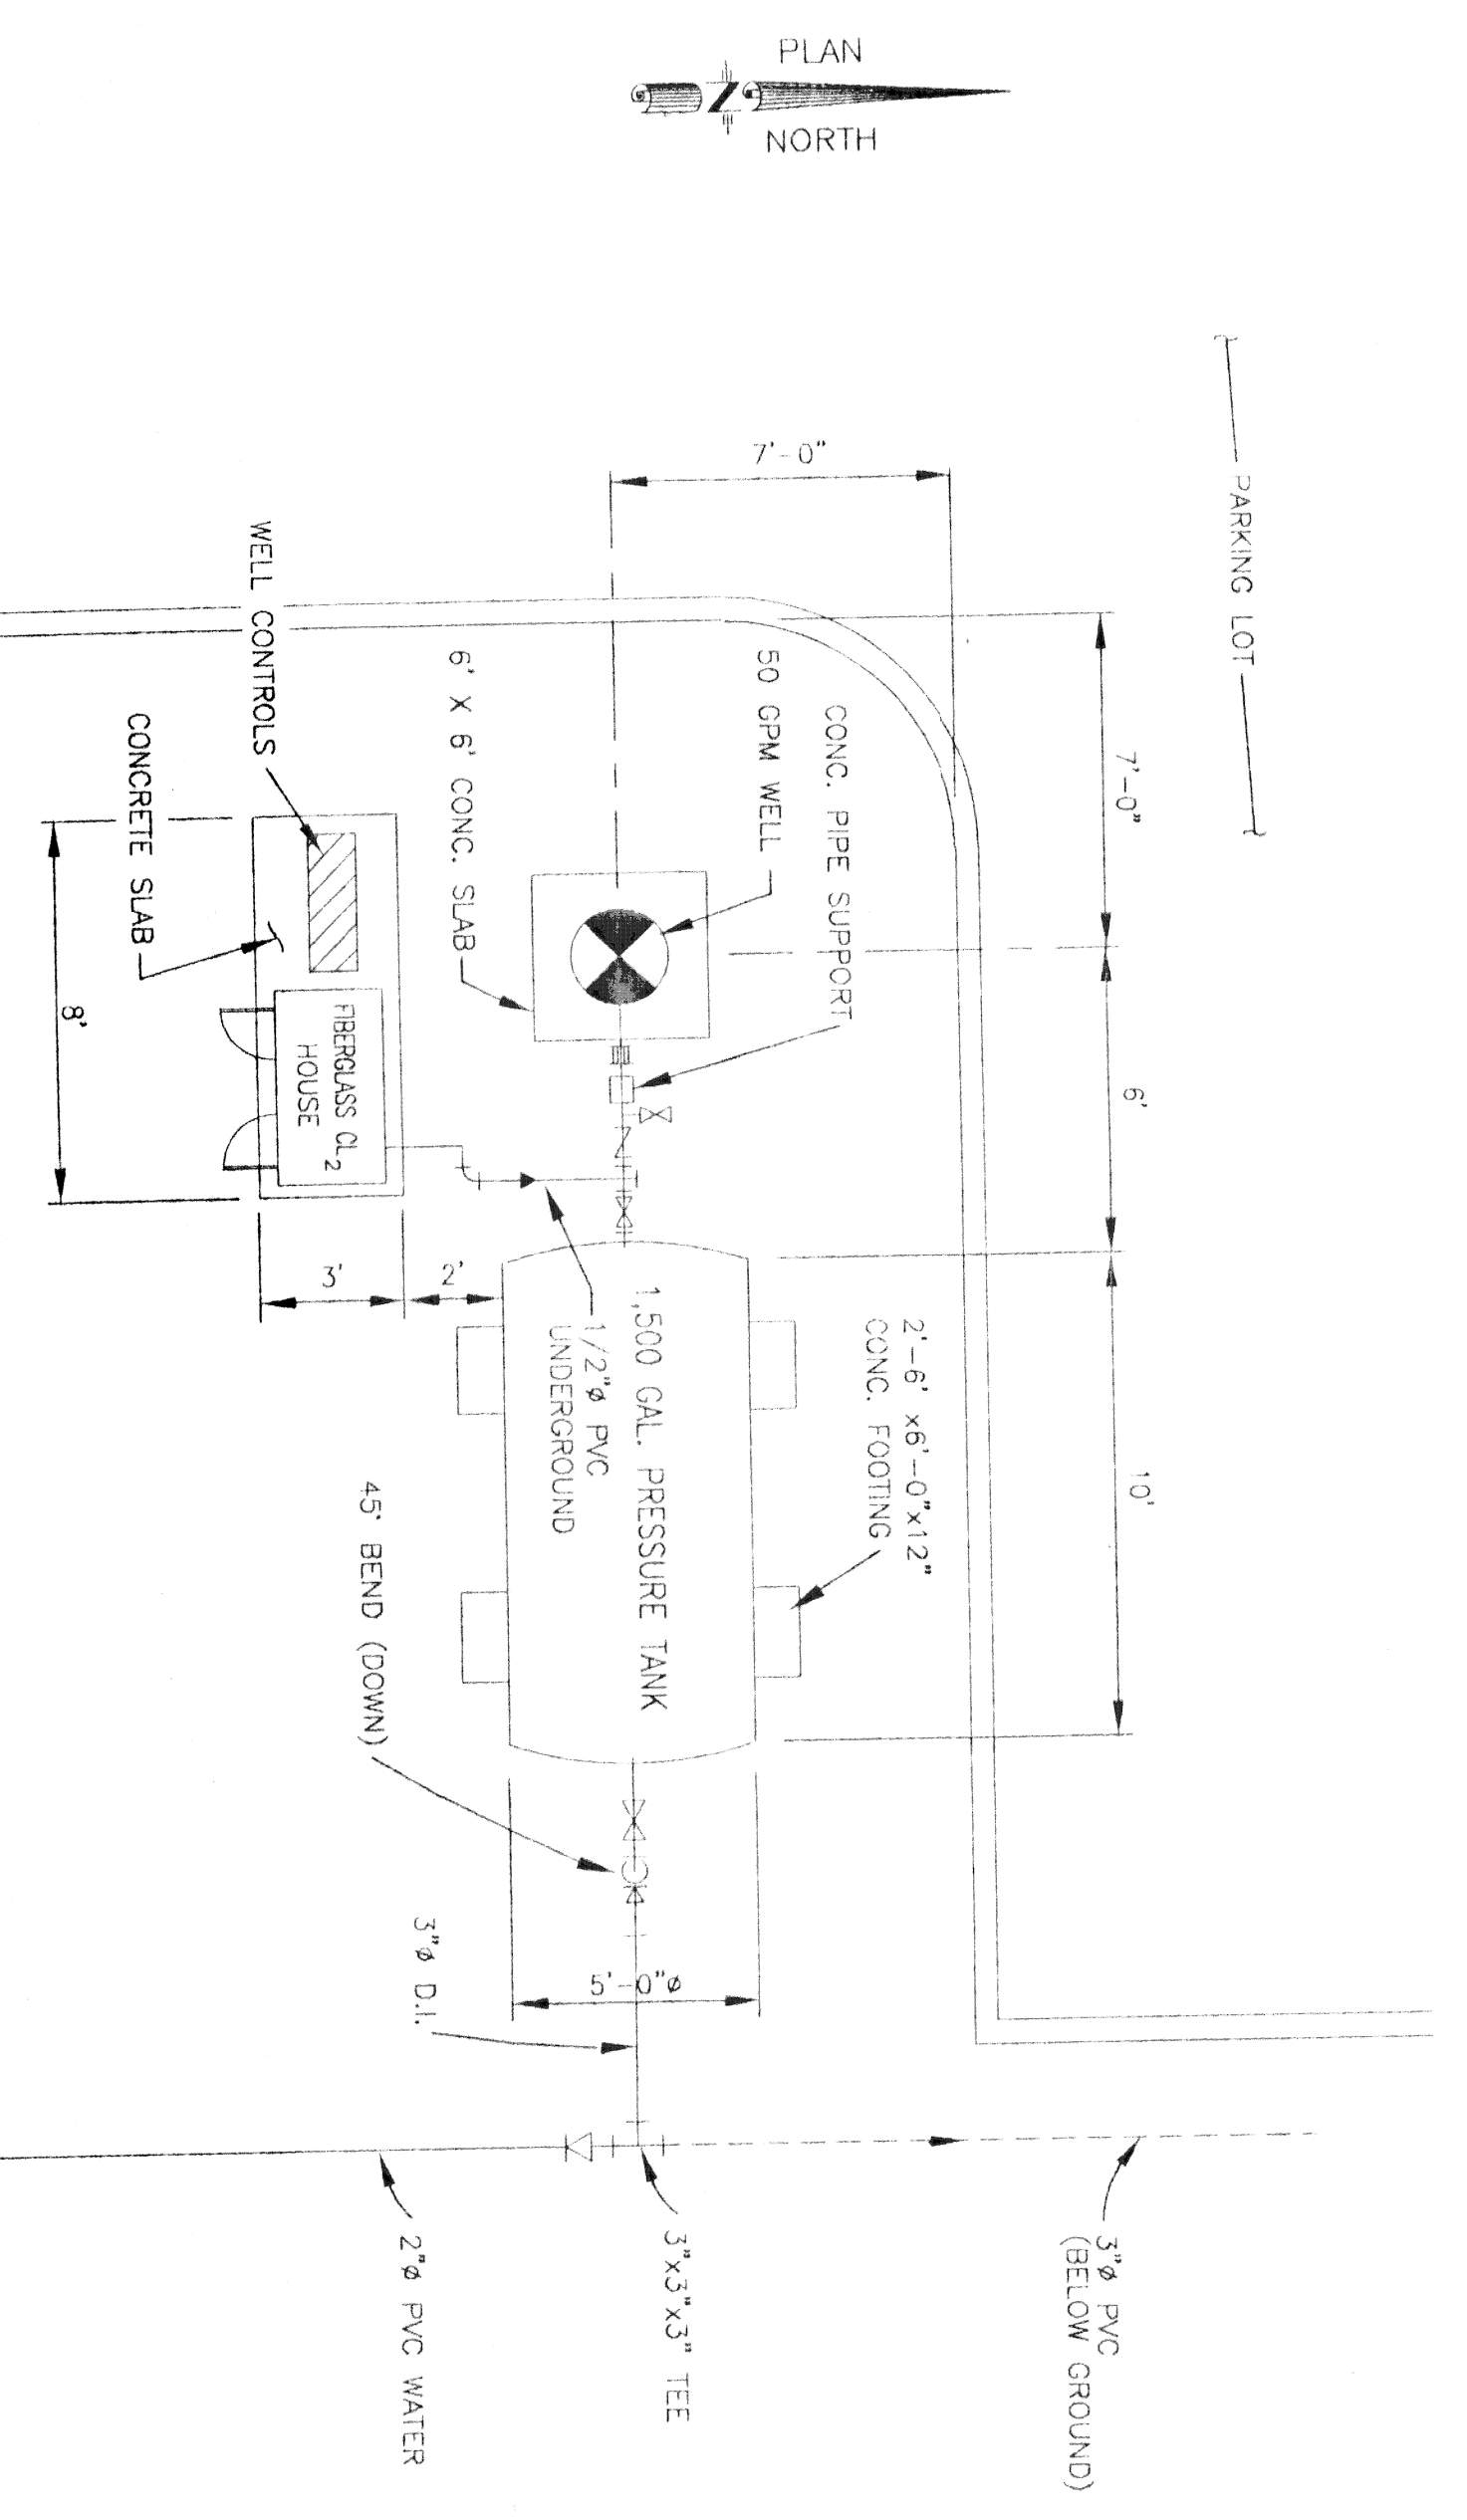 PLAN
NORTH
PARKING LOT
7'-0"
7'-0"
6'
10'
CONC. PIPE SUPPORT
50 GPM WELL
6' X 6' CONC. SLAB
WELL CONTROLS
CONCRETE SLAB
8'
FIBERGLASS CL2
HOUSE
3'
2'
2'-6' x6'-0"x12"
CONC. FOOTING
1,500 GAL. PRESSURE TANK
1/2"ø PVC
UNDERGROUND
45° BEND (DOWN)
5'-0"ø
3"ø D.I.
3"ø PVC
(BELOW GROUND)
3"x3"x3" TEE
2"ø PVC WATER